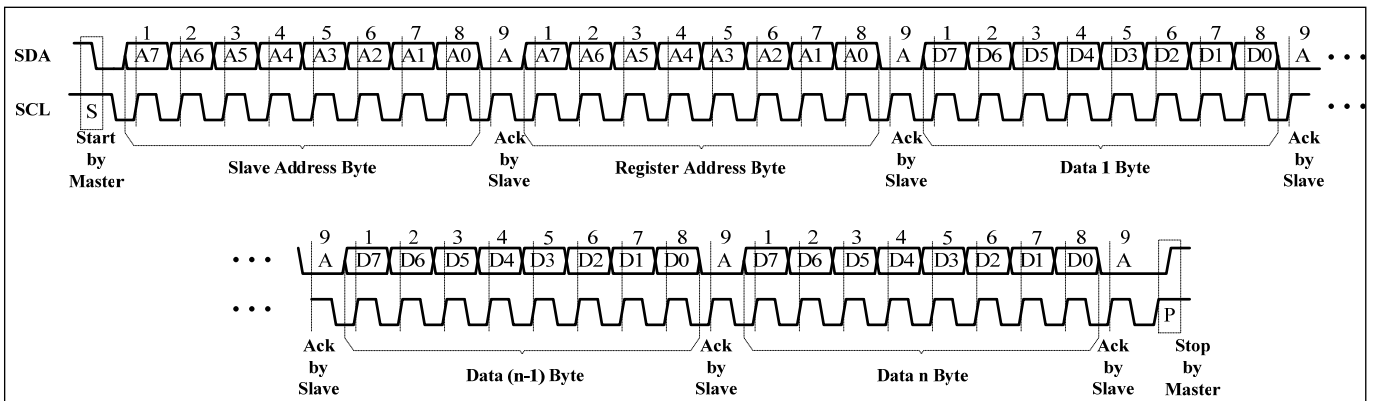 1 2 3 4 5 6 7 8 9 1 2 3 4 5 6 7 8 9 1 2 3 4 5 6 7 8 9
SDA A7 A6 A5 A4 A3 A2 A1 A0 A A7 A6 A5 A4 A3 A2 A1 A0 A D7 D6 D5 D4 D3 D2 D1 D0 A • • •
SCL S • • •
Start by Master
Slave Address Byte
Ack by Slave
Register Address Byte
Ack by Slave
Data 1 Byte
Ack by Slave
9 1 2 3 4 5 6 7 8 9 1 2 3 4 5 6 7 8 9
• • • A D7 D6 D5 D4 D3 D2 D1 D0 A D7 D6 D5 D4 D3 D2 D1 D0 A
• • • P
Ack by Slave
Data (n-1) Byte
Ack by Slave
Data n Byte
Ack by Slave
Stop by Master